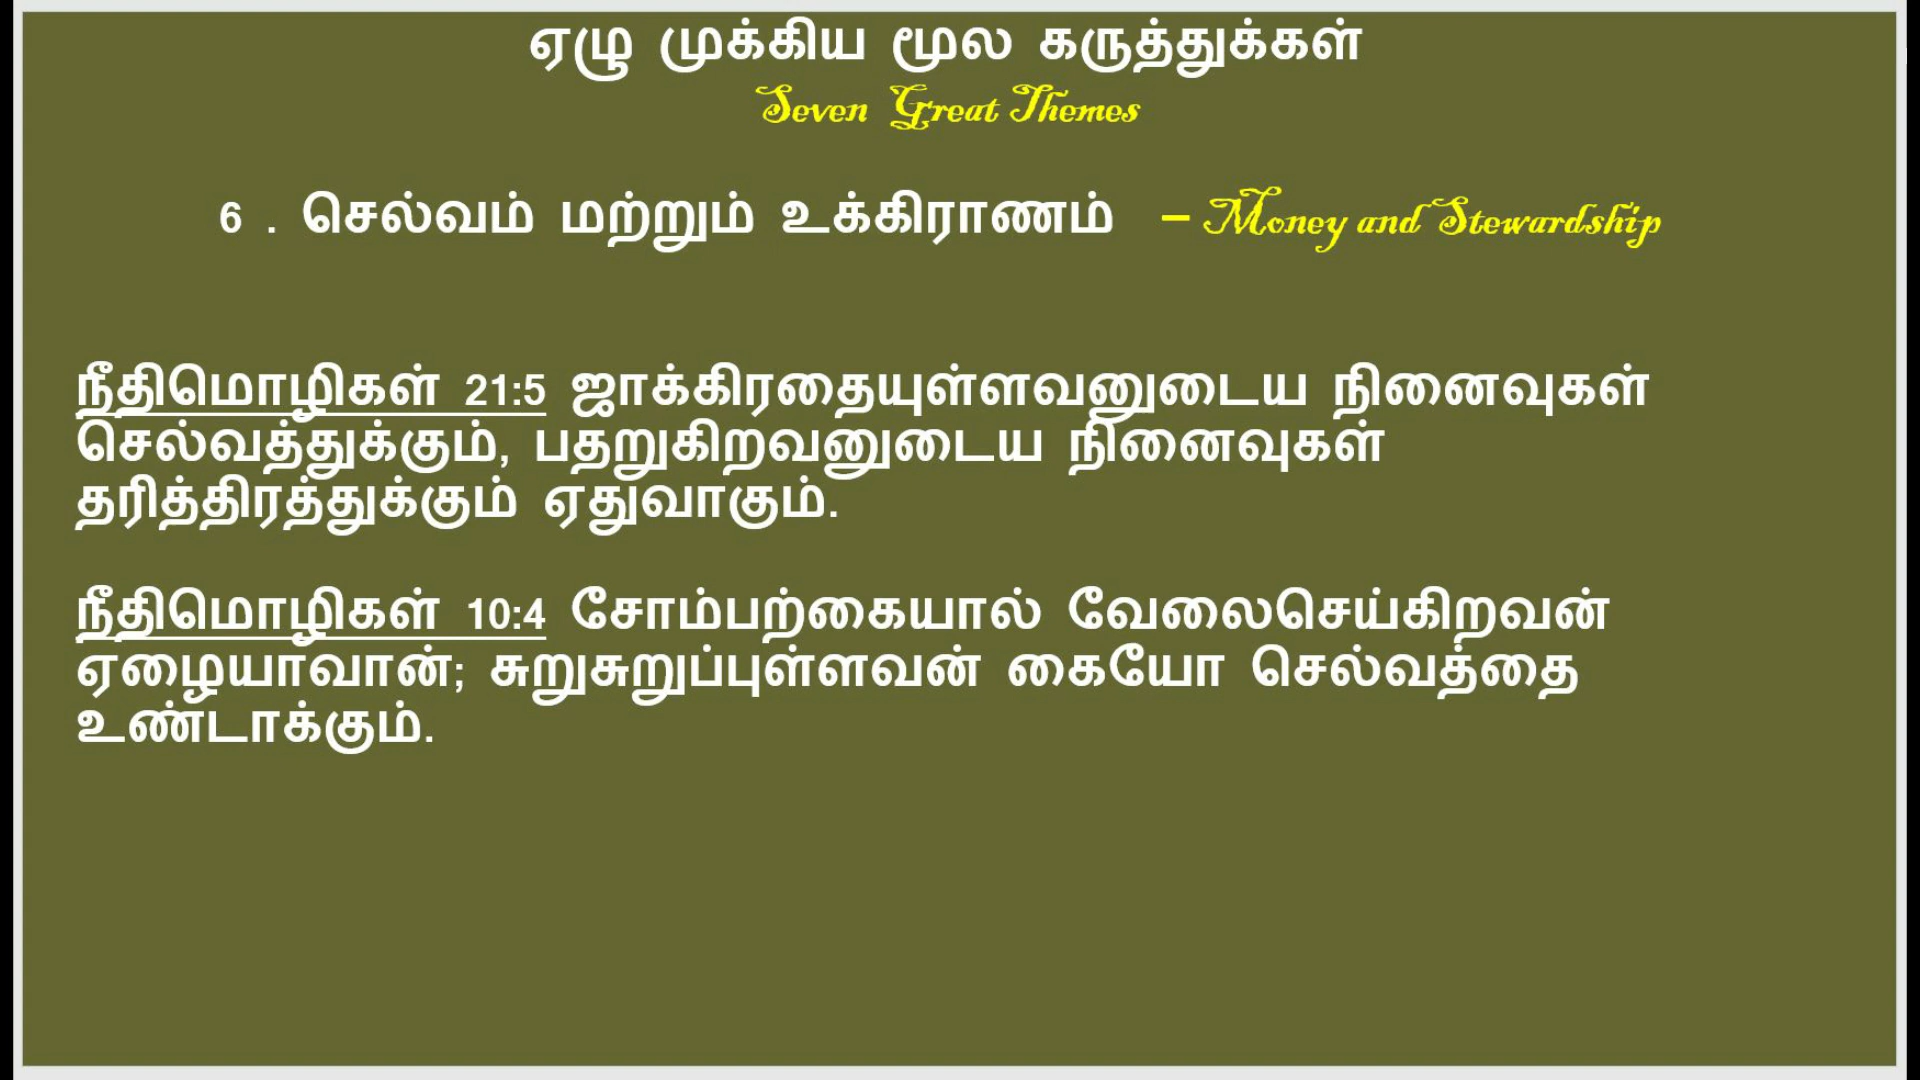 ஏழு முக்கிய மூல கருத்துக்கள்
Seven Great Themes
6 . செல்வம் மற்றும் உக்கிராணம் – Money and Stewardship
நீதிமொழிகள் 21:5 ஜாக்கிரதையுள்ளவனுடைய நினைவுகள்
செல்வத்துக்கும், பதறுகிறவனுடைய நினைவுகள்
தரித்திரத்துக்கும் ஏதுவாகும்.
நீதிமொழிகள் 10:4 சோம்பற்கையால் வேலைசெய்கிறவன்
ஏழையாவான்; சுறுசுறுப்புள்ளவன் கையோ செல்வத்தை
உண்டாக்கும்.